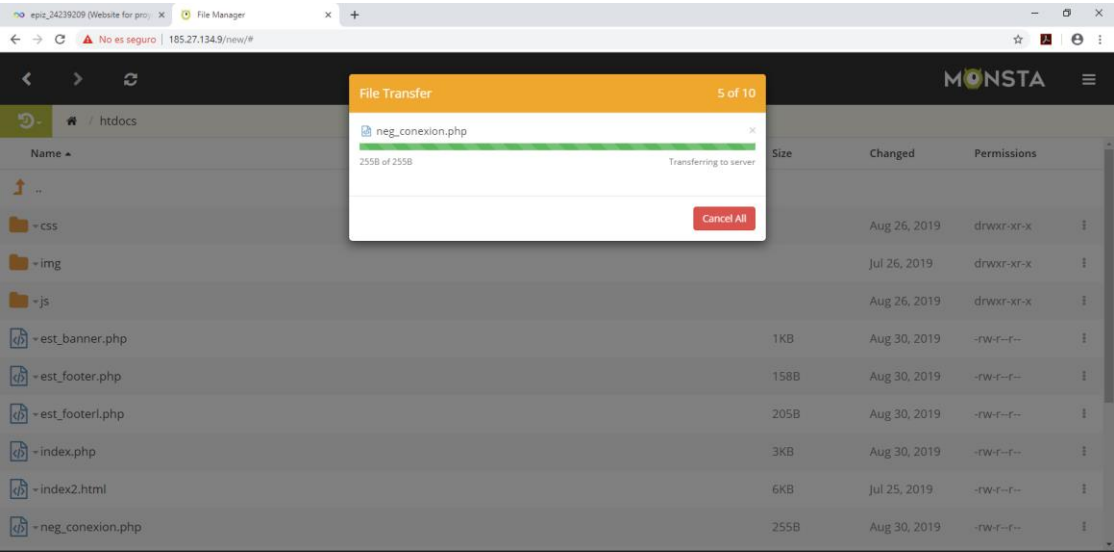 epiz_24239209 (Website for proy
File Manager
No es seguro | 185.27.134.9/new/#
MONSTA
File Transfer 5 of 10
neg_conexion.php
255B of 255B Transferring to server
Cancel All
/ htdocs
Name Size Changed Permissions
..
css Aug 26, 2019 drwxr-xr-x
img Jul 26, 2019 drwxr-xr-x
js Aug 26, 2019 drwxr-xr-x
est_banner.php 1KB Aug 30, 2019 -rw-r--r--
est_footer.php 158B Aug 30, 2019 -rw-r--r--
est_footerl.php 205B Aug 30, 2019 -rw-r--r--
index.php 3KB Aug 30, 2019 -rw-r--r--
index2.html 6KB Jul 25, 2019 -rw-r--r--
neg_conexion.php 255B Aug 30, 2019 -rw-r--r--